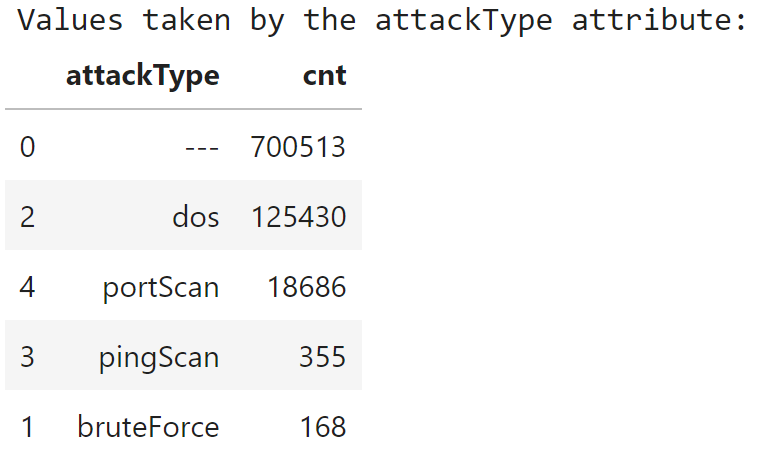 Values taken by the attackType attribute:
attackType cnt
0 --- 700513
2 dos 125430
4 portScan 18686
3 pingScan 355
1 bruteForce 168